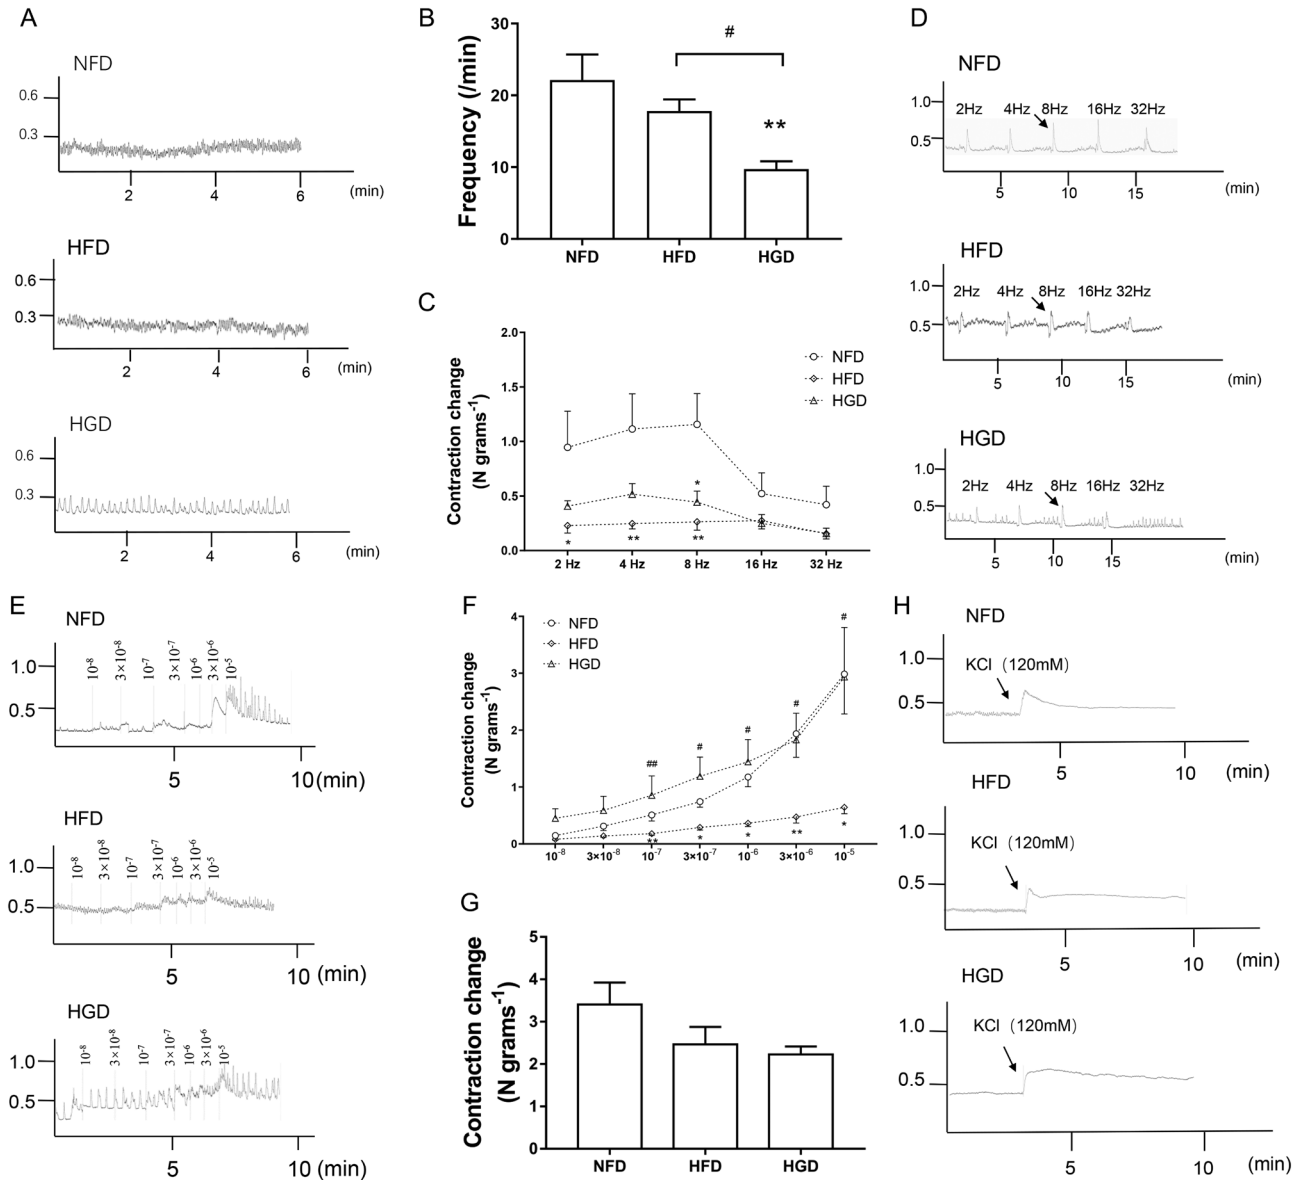 A
NFD
0.6
0.3
2 4 6 (min)
HFD
0.6
0.3
2 4 6 (min)
HGD
0.6
0.3
2 4 6 (min)
B
Frequency (/min)
30
20
10
0
#
**
NFD HFD HGD
C
Contraction change
(N grams⁻¹)
2.0
1.5
1.0
0.5
0.0
NFD
HFD
HGD
*
* ** **
2 Hz 4 Hz 8 Hz 16 Hz 32 Hz
D
NFD
1.0
0.5
2Hz 4Hz 8Hz 16Hz 32Hz
5 10 15 (min)
HFD
1.0
0.5
2Hz 4Hz 8Hz 16Hz 32Hz
5 10 15 (min)
HGD
1.0
0.5
2Hz 4Hz 8Hz 16Hz 32Hz
5 10 15 (min)
E
NFD
1.0
0.5
10⁻⁸ 3×10⁻⁸ 10⁻⁷ 3×10⁻⁷ 10⁻⁶ 3×10⁻⁶ 10⁻⁵
5 10 (min)
HFD
1.0
0.5
10⁻⁸ 3×10⁻⁸ 10⁻⁷ 3×10⁻⁷ 10⁻⁶ 3×10⁻⁶ 10⁻⁵
5 10 (min)
HGD
1.0
0.5
10⁻⁸ 3×10⁻⁸ 10⁻⁷ 3×10⁻⁷ 10⁻⁶ 3×10⁻⁶ 10⁻⁵
5 10 (min)
F
Contraction change
(N grams⁻¹)
4
3
2
1
0
NFD
HFD
HGD
## # # # #
** * * ** *
10⁻⁸ 3×10⁻⁸ 10⁻⁷ 3×10⁻⁷ 10⁻⁶ 3×10⁻⁶ 10⁻⁵
G
Contraction change
(N grams⁻¹)
5
4
3
2
1
0
NFD HFD HGD
H
NFD
1.0
0.5
KCl (120mM)
5 10 (min)
HFD
1.0
0.5
KCl (120mM)
5 10 (min)
HGD
1.0
0.5
KCl (120mM)
5 10 (min)